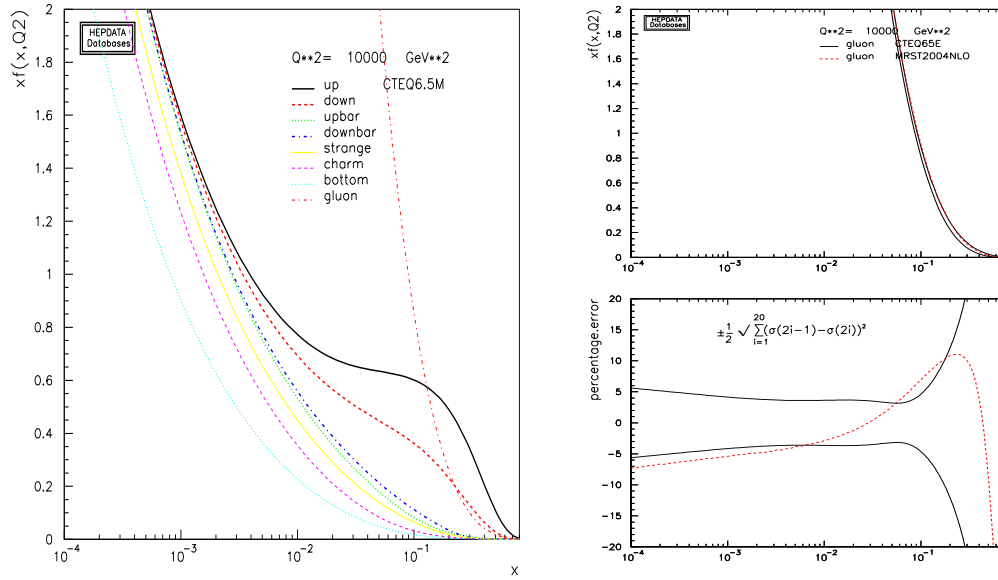 xf(x,Q2)
HEPDATA
Databases
Q**2= 10000 GeV**2
up CTEQ6.5M
down
upbar
downbar
strange
charm
bottom
gluon
2
1.8
1.6
1.4
1.2
1
0.8
0.6
0.4
0.2
0
10⁻⁴ 10⁻³ 10⁻² 10⁻¹
x
xf(x,Q2)
HEPDATA
Databases
Q**2= 10000 GeV**2
gluon CTEQ65E
gluon MRST2004NLO
2
1.8
1.6
1.4
1.2
1
0.8
0.6
0.4
0.2
0
10⁻⁴ 10⁻³ 10⁻² 10⁻¹
percentage.error
±1/2 √ 20∑i=1 (σ(2i−1)−σ(2i))²
20
15
10
5
0
−5
−10
−15
−20
10⁻⁴ 10⁻³ 10⁻² 10⁻¹